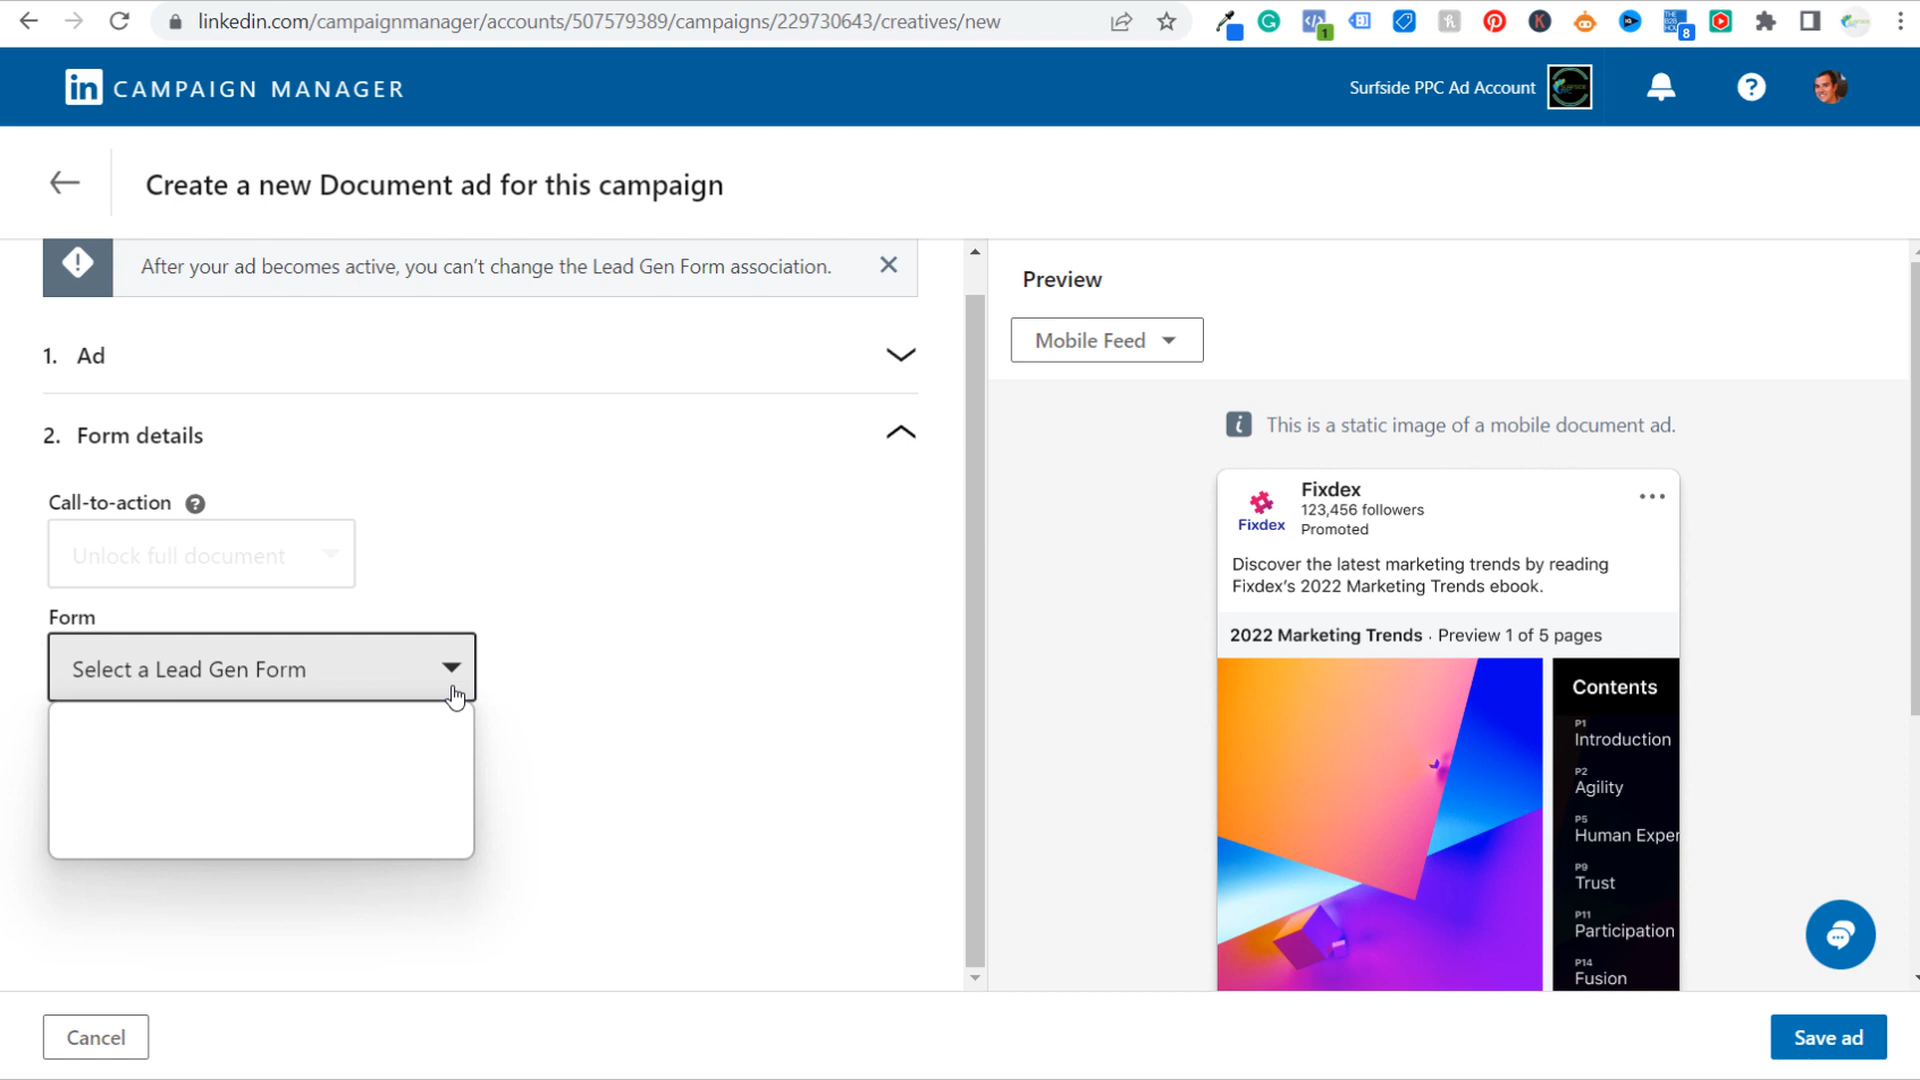 linkedin.com/campaignmanager/accounts/507579389/campaigns/229730643/creatives/new
1
8
in CAMPAIGN MANAGER
Surfside PPC Ad Account
Create a new Document ad for this campaign
After your ad becomes active, you can't change the Lead Gen Form association.
1. Ad
2. Form details
Call-to-action
Unlock full document
Form
Select a Lead Gen Form
Preview
Mobile Feed
This is a static image of a mobile document ad.
Fixdex
Fixdex
123,456 followers
Promoted
Discover the latest marketing trends by reading
Fixdex's 2022 Marketing Trends ebook.
2022 Marketing Trends · Preview 1 of 5 pages
Contents
P1
Introduction
P2
Agility
P5
Human Exper
P9
Trust
P11
Participation
P14
Fusion
Cancel
Save ad